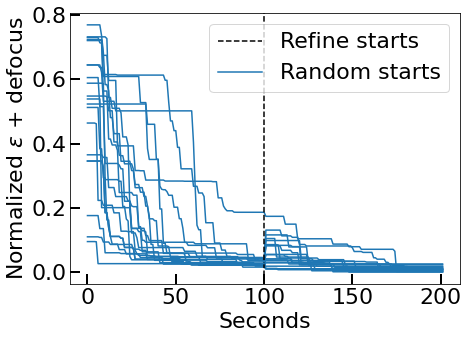 Normalized ε + defocus
0.8
0.6
0.4
0.2
0.0
Refine starts
Random starts
0 50 100 150 200
Seconds